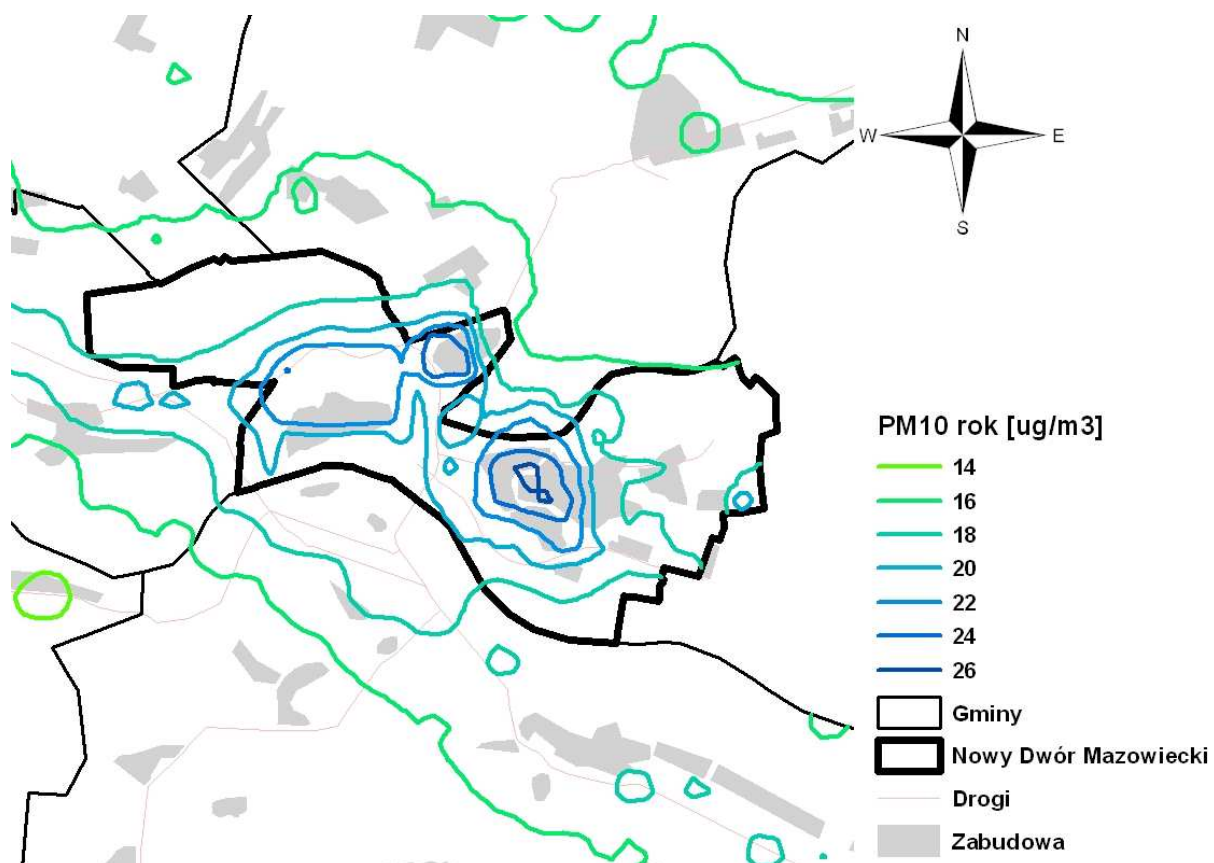 N
W E
S
PM10 rok [ug/m3]
14
16
18
20
22
24
26
Gminy
Nowy Dwór Mazowiecki
Drogi
Zabudowa